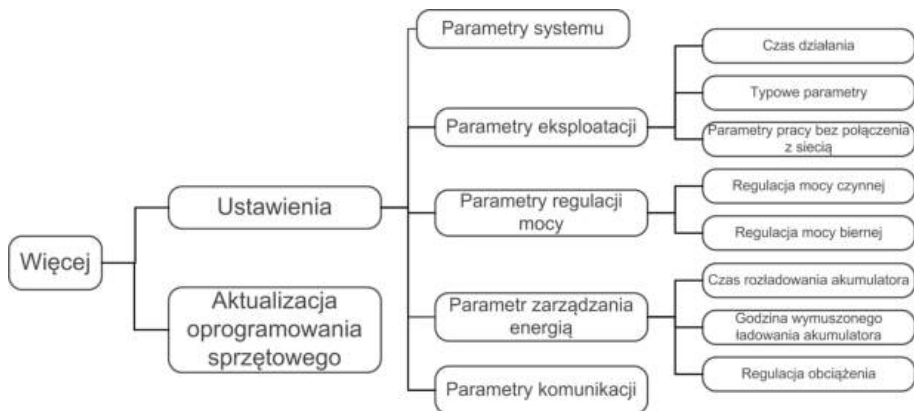 Więcej
Ustawienia
Aktualizacja
oprogramowania
sprzętowego
Parametry systemu
Parametry eksploatacji
Parametry regulacji
mocy
Parametr zarządzania
energią
Parametry komunikacji
Czas działania
Typowe parametry
Parametry pracy bez połączenia
z siecią
Regulacja mocy czynnej
Regulacja mocy biernej
Czas rozładowania akumulatora
Godzina wymuszonego
ładowania akumulatora
Regulacja obciążenia